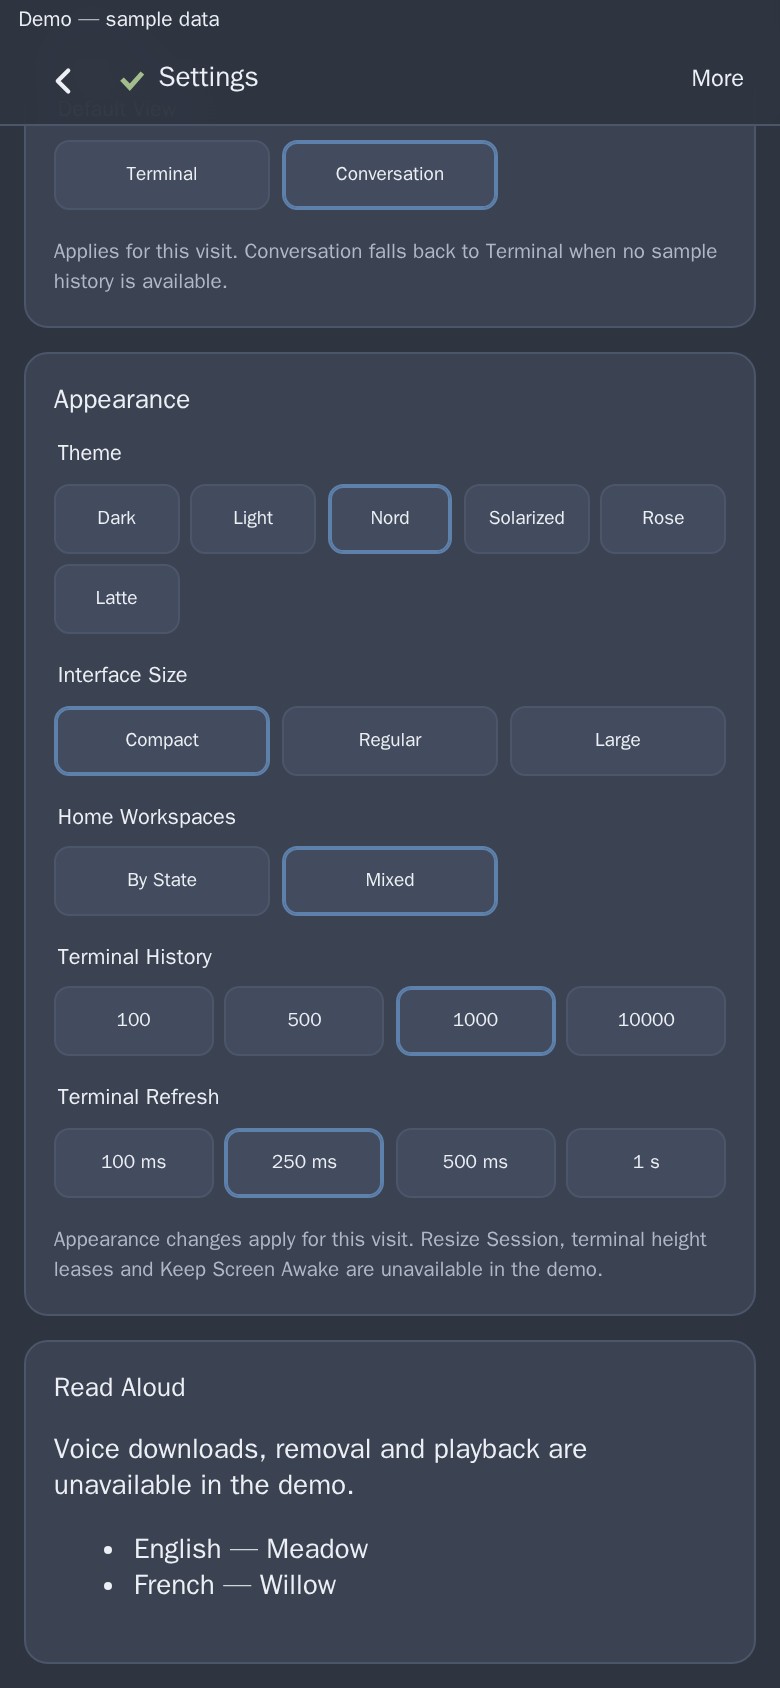 Demo — sample data
Settings
More
Default View
Terminal
Conversation
Applies for this visit. Conversation falls back to Terminal when no sample
history is available.
Appearance
Theme
Dark
Light
Nord
Solarized
Rose
Latte
Interface Size
Compact
Regular
Large
Home Workspaces
By State
Mixed
Terminal History
100
500
1000
10000
Terminal Refresh
100 ms
250 ms
500 ms
1 s
Appearance changes apply for this visit. Resize Session, terminal height
leases and Keep Screen Awake are unavailable in the demo.
Read Aloud
Voice downloads, removal and playback are
unavailable in the demo.
• English — Meadow
• French — Willow